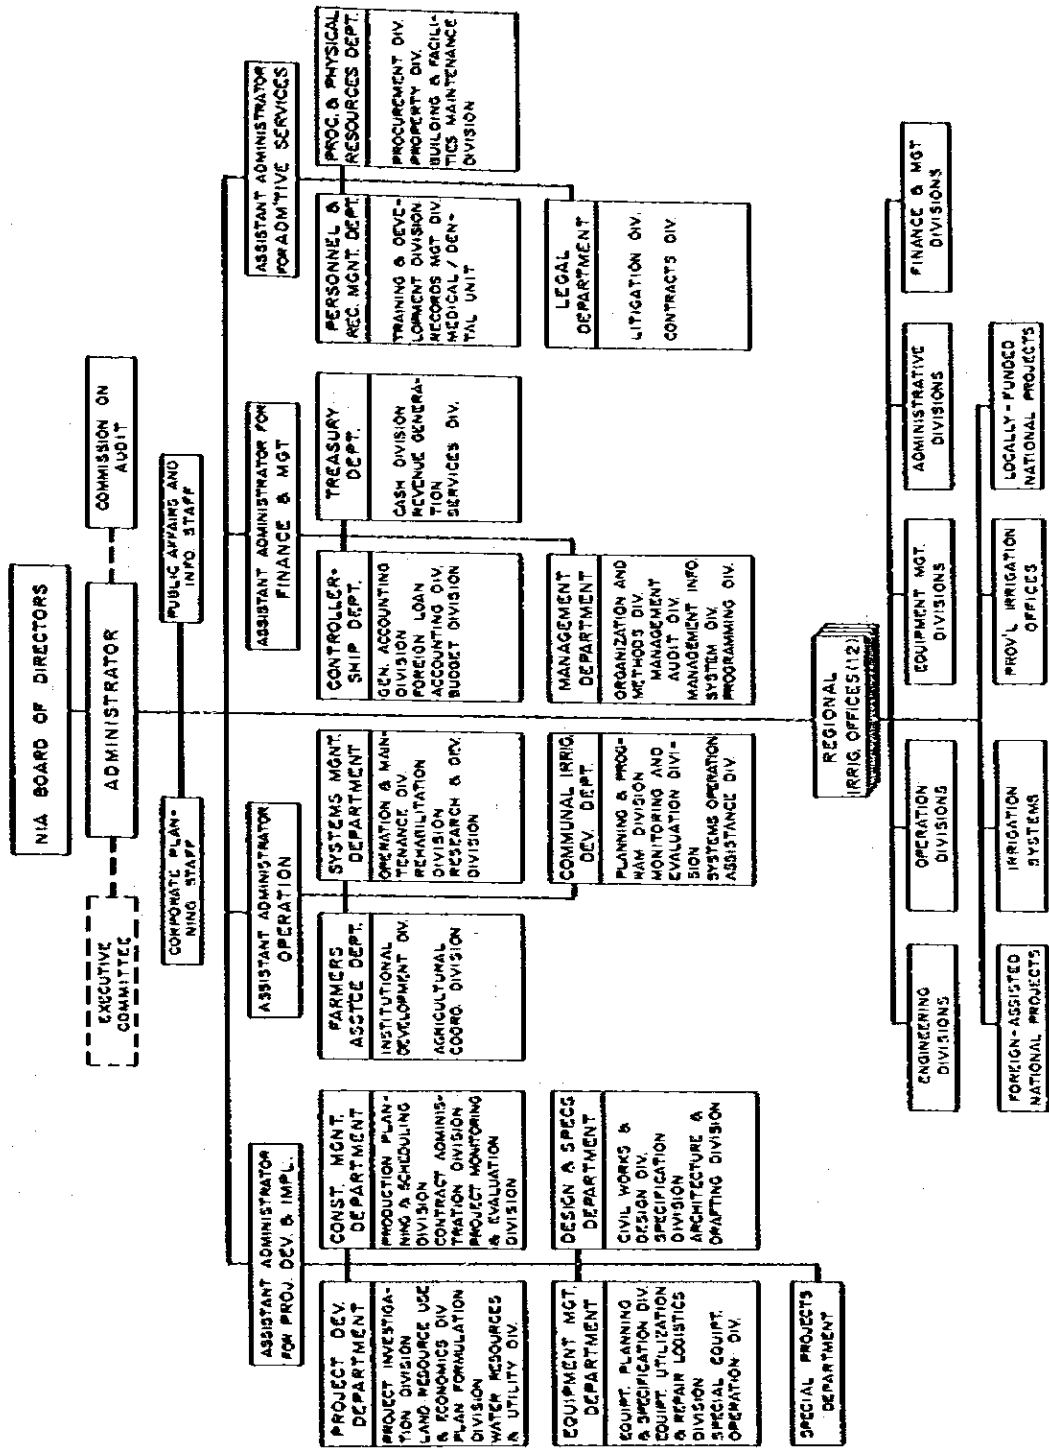 NIA BOARD OF DIRECTORS
EXECUTIVE
COMMITTEE
ADMINISTRATOR
COMMISSION ON
AUDIT
CORPORATE PLAN-
NING STAFF
PUBLIC AFFAIRS AND
INFO. STAFF
ASSISTANT ADMINISTRATOR
FOR PROJ. DEV. & IMPL.
ASSISTANT ADMINISTRATOR
OPERATION
ASSISTANT ADMINISTRATOR FOR
FINANCE & MGT
ASSISTANT ADMINISTRATOR
FOR ADMTIVE SERVICES
PROJECT DEV.
DEPARTMENT
PROJECT INVESTIGA-
TION DIVISION
LAND RESOURCE USE
& ECONOMICS DIV
PLAN FORMULATION
DIVISION
WATER RESOURCES
& UTILITY DIV.
CONST. MGNT.
DEPARTMENT
PRODUCTION PLAN-
NING & SCHEDULING
DIVISION
CONTRACT ADMINIS-
TRATION DIVISION
PROJECT MONITORING
& EVALUATION
DIVISION
FARMERS
ASST'CE DEPT.
INSTITUTIONAL
DEVELOPMENT DIV.
AGRICULTURAL
COORD. DIVISION
SYSTEMS MGNT.
DEPARTMENT
OPERATION & MAIN-
TENANCE DIV.
REHABILITATION
DIVISION
RESEARCH & DEV.
DIVISION
CONTROLLER-
SHIP DEPT.
GEN. ACCOUNTING
DIVISION
FOREIGN LOAN
ACCOUNTING DIV.
BUDGET DIVISION
TREASURY
DEPT.
CASH DIVISION
REVENUE GENERA-
TION
SERVICES DIV.
PERSONNEL &
REC. MGNT. DEPT.
TRAINING & DEVE-
LOPMENT DIVISION
RECORDS MGT DIV.
MEDICAL / DEN-
TAL UNIT
PROC. & PHYSICAL
RESOURCES DEPT.
PROCUREMENT DIV.
PROPERTY DIV.
BUILDING & FACILI-
TIES MAINTENANCE
DIVISION
EQUIPMENT MGT.
DEPARTMENT
EQUIPT. PLANNING
& SPECIFICATION DIV.
EQUIPT. UTILIZATION
& REPAIR LOGISTICS
DIVISION
SPECIAL EQUIPT.
OPERATION DIV.
DESIGN & SPECS
DEPARTMENT
CIVIL WORKS &
DESIGN DIV.
SPECIFICATION
DIVISION
ARCHITECTURE &
DRAFTING DIVISION
COMMUNAL IRRIG.
DEV. DEPT.
PLANNING & PROG-
RAM DIVISION
MONITORING AND
EVALUATION DIVI-
SION
SYSTEMS OPERATION
ASSISTANCE DIV.
MANAGEMENT
DEPARTMENT
ORGANIZATION AND
METHODS DIV.
MANAGEMENT
AUDIT DIV.
MANAGEMENT INFO.
SYSTEM DIV.
PROGRAMMING DIV.
LEGAL
DEPARTMENT
LITIGATION DIV.
CONTRACTS DIV.
SPECIAL PROJECTS
DEPARTMENT
REGIONAL
IRRIG. OFFICES (12)
ENGINEERING
DIVISIONS
OPERATION
DIVISIONS
EQUIPMENT MGT.
DIVISIONS
ADMINISTRATIVE
DIVISIONS
FINANCE & MGT
DIVISIONS
FOREIGN-ASSISTED
NATIONAL PROJECTS
IRRIGATION
SYSTEMS
PROV'L IRRIGATION
OFFICES
LOCALLY-FUNDED
NATIONAL PROJECTS